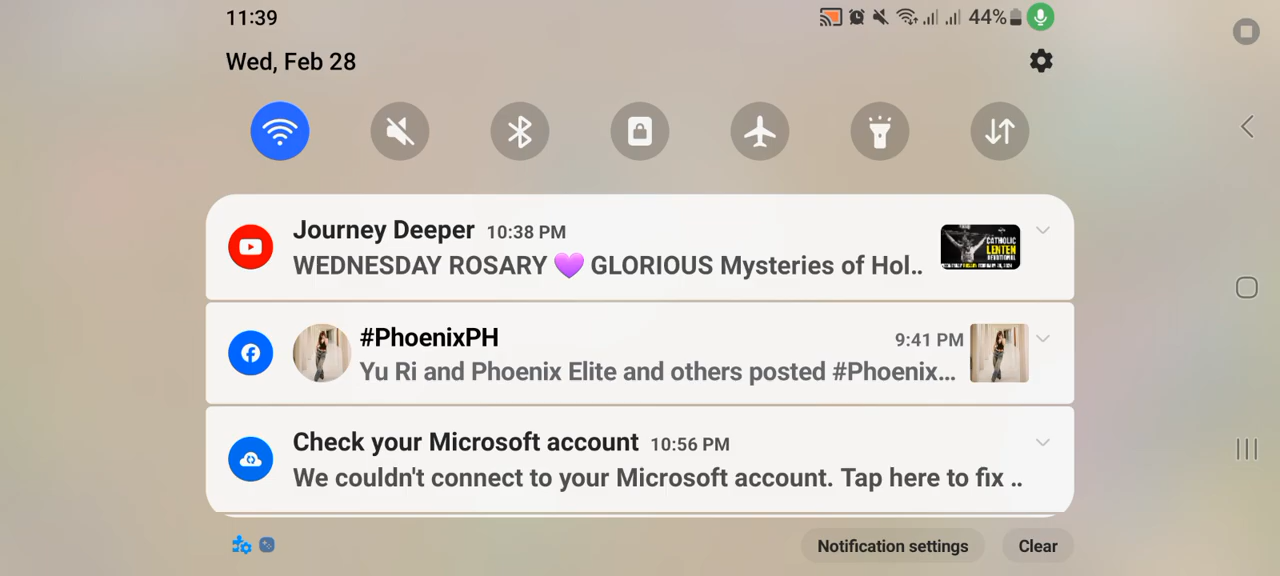 11:39
44%
Wed, Feb 28
Journey Deeper 10:38 PM
WEDNESDAY ROSARY 💜 GLORIOUS Mysteries of Hol..
CATHOLIC
LENTEN
#PhoenixPH 9:41 PM
Yu Ri and Phoenix Elite and others posted #Phoenix...
Check your Microsoft account 10:56 PM
We couldn't connect to your Microsoft account. Tap here to fix ..
Notification settings Clear